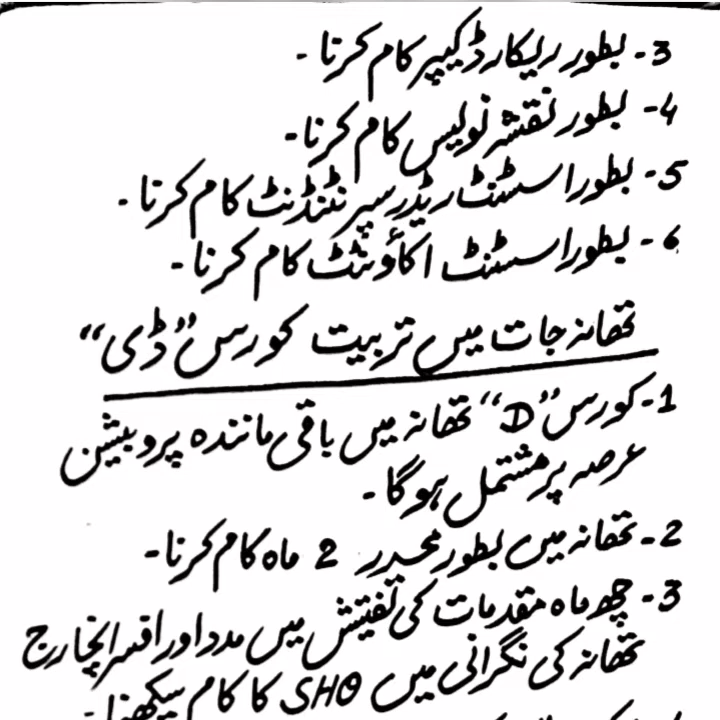 3- بطور ریکارڈ کیپر کام کرنا -
4- بطور نقشہ نویس کام کرنا -
5- بطور اسسٹنٹ ریڈر سپرنٹنڈنٹ کام کرنا -
6- بطور اسسٹنٹ اکاؤنٹنٹ کام کرنا -
تھانہ جات میں تربیت کورس "ڈی"
1- کورس "D" تھانہ میں باقی ماندہ پروبیشن
عرصہ پر مشتمل ہوگا -
2- تھانہ میں بطور محرر 2 ماہ کام کرنا -
3- چھ ماہ مقدمات کی تفتیش میں مدد اور افسر انچارج
تھانہ کی نگرانی میں SHO کا کام سیکھنا -